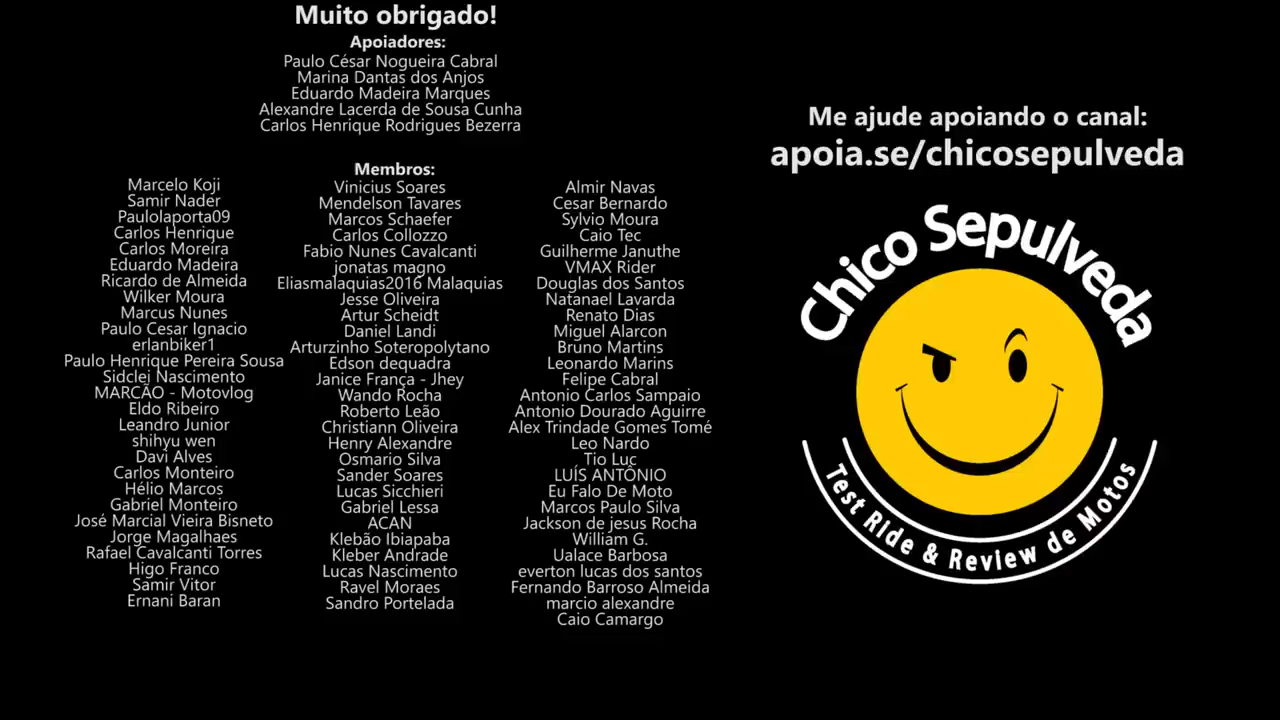 Muito obrigado!
Apoiadores:
Paulo César Nogueira Cabral
Marina Dantas dos Anjos
Eduardo Madeira Marques
Alexandre Lacerda de Sousa Cunha
Carlos Henrique Rodrigues Bezerra
Marcelo Koji
Samir Nader
Paulolaporta09
Carlos Henrique
Carlos Moreira
Eduardo Madeira
Ricardo de Almeida
Wilker Moura
Marcus Nunes
Paulo Cesar Ignacio
erlanbiker1
Paulo Henrique Pereira Sousa
Sidclei Nascimento
MARCÃO - Motovlog
Eldo Ribeiro
Leandro Junior
shihyu wen
Davi Alves
Carlos Monteiro
Hélio Marcos
Gabriel Monteiro
José Marcial Vieira Bisneto
Jorge Magalhaes
Rafael Cavalcanti Torres
Higo Franco
Samir Vitor
Ernani Baran
Membros:
Vinicius Soares
Mendelson Tavares
Marcos Schaefer
Carlos Collozzo
Fabio Nunes Cavalcanti
jonatas magno
Eliasmalaquias2016 Malaquias
Jesse Oliveira
Artur Scheidt
Daniel Landi
Arturzinho Soteropolytano
Edson dequadra
Janice França - Jhey
Wando Rocha
Roberto Leão
Christiann Oliveira
Henry Alexandre
Osmario Silva
Sander Soares
Lucas Sicchieri
Gabriel Lessa
ACAN
Klebão Ibiapaba
Kleber Andrade
Lucas Nascimento
Ravel Moraes
Sandro Portelada
Almir Navas
Cesar Bernardo
Sylvio Moura
Caio Tec
Guilherme Januthe
VMAX Rider
Douglas dos Santos
Natanael Lavarda
Renato Dias
Miguel Alarcon
Bruno Martins
Leonardo Marins
Felipe Cabral
Antonio Carlos Sampaio
Antonio Dourado Aguirre
Alex Trindade Gomes Tomé
Leo Nardo
Tio Luc
LUÍS ANTÔNIO
Eu Falo De Moto
Marcos Paulo Silva
Jackson de jesus Rocha
William G.
Ualace Barbosa
everton lucas dos santos
Fernando Barroso Almeida
marcio alexandre
Caio Camargo
Me ajude apoiando o canal:
apoia.se/chicosepulveda
Chico Sepulveda
Test Ride & Review de Motos